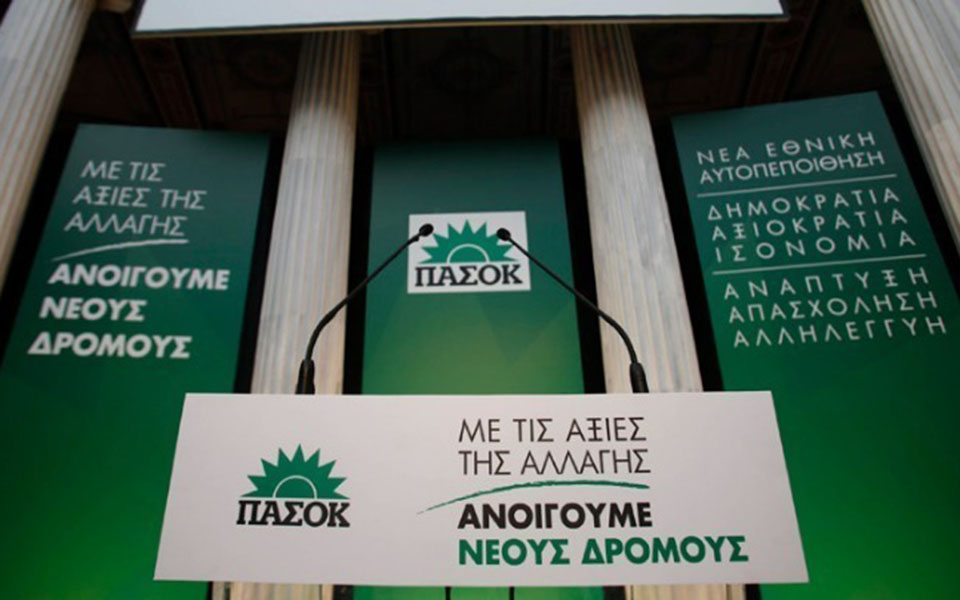 ΜΕ ΤΙΣ
ΑΞΙΕΣ ΤΗΣ
ΑΛΛΑΓΗΣ
ΑΝΟΙΓΟΥΜΕ
ΝΕΟΥΣ
ΔΡΟΜΟΥΣ
ΠΑΣΟΚ
ΝΕΑ ΕΘΝΙΚΗ
ΑΥΤΟΠΕΠΟΙΘΗΣΗ
ΔΗΜΟΚΡΑΤΙΑ
ΑΞΙΟΚΡΑΤΙΑ
ΙΣΟΝΟΜΙΑ
ΑΝΑΠΤΥΞΗ
ΑΠΑΣΧΟΛΗΣΗ
ΑΛΛΗΛΕΓΓΥΗ
ΠΑΣΟΚ
ΜΕ ΤΙΣ ΑΞΙΕΣ
ΤΗΣ ΑΛΛΑΓΗΣ
ΑΝΟΙΓΟΥΜΕ
ΝΕΟΥΣ ΔΡΟΜΟΥΣ